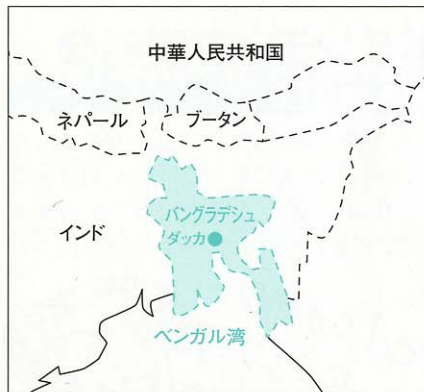 中華人民共和国
ネパール
ブータン
バングラデシュ
インド
ダッカ
ベンガル湾